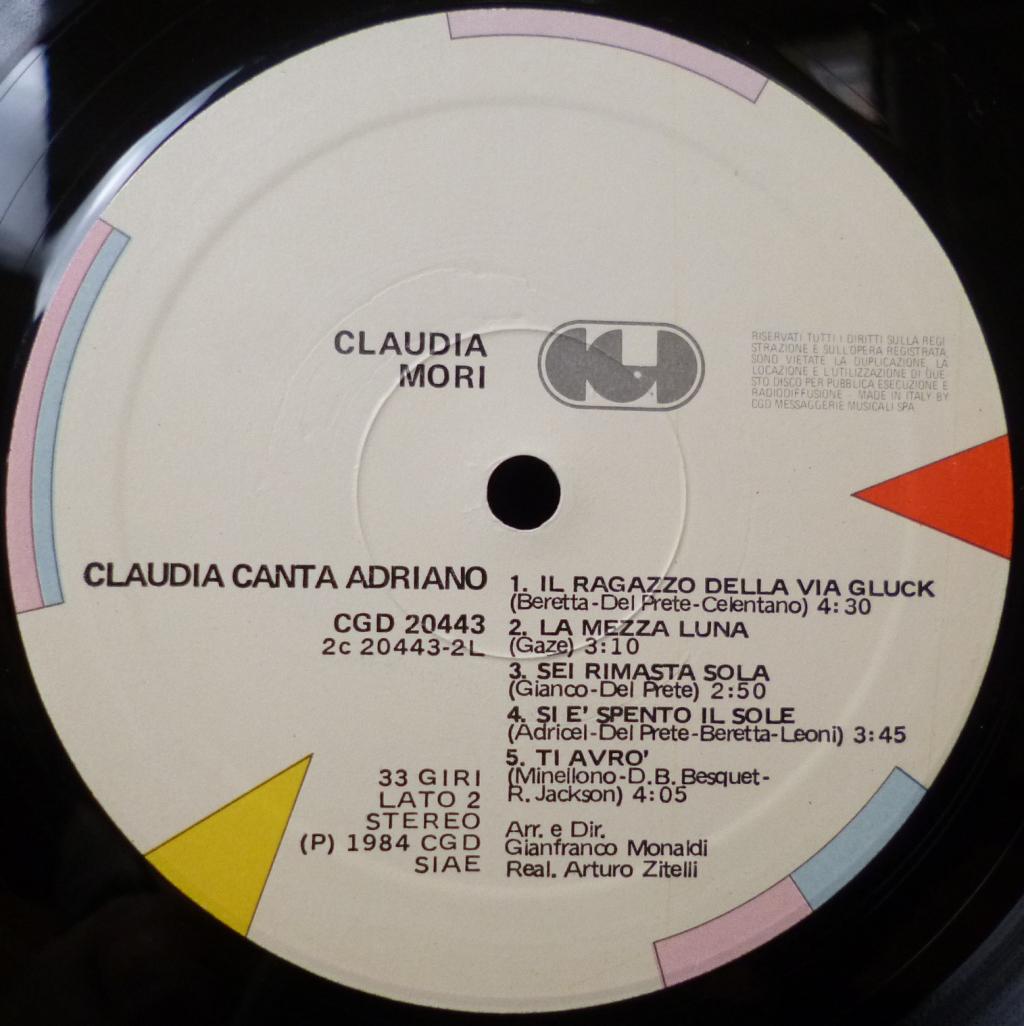 CLAUDIA
MORI
RISERVATI TUTTI I DIRITTI SULLA REGI
STRAZIONE E SULL'OPERA REGISTRATA.
SONO VIETATE LA DUPLICAZIONE, LA
LOCAZIONE E L'UTILIZZAZIONE DI QUE-
STO DISCO PER PUBBLICA ESECUZIONE E
RADIODIFFUSIONE - MADE IN ITALY BY
CGD MESSAGGERIE MUSICALI SPA
CLAUDIA CANTA ADRIANO
CGD 20443
2c 20443-2L
1. IL RAGAZZO DELLA VIA GLUCK
(Beretta-Del Prete-Celentano) 4:30
2. LA MEZZA LUNA
(Gaze) 3:10
3. SEI RIMASTA SOLA
(Gianco-Del Prete) 2:50
4. SI E' SPENTO IL SOLE
(Adricel-Del Prete-Beretta-Leoni) 3:45
5. TI AVRO'
(Minellono-D.B. Besquet-
R. Jackson) 4:05
33 GIRI
LATO 2
STEREO
(P) 1984 CGD
SIAE
Arr. e Dir.
Gianfranco Monaldi
Real. Arturo Zitelli